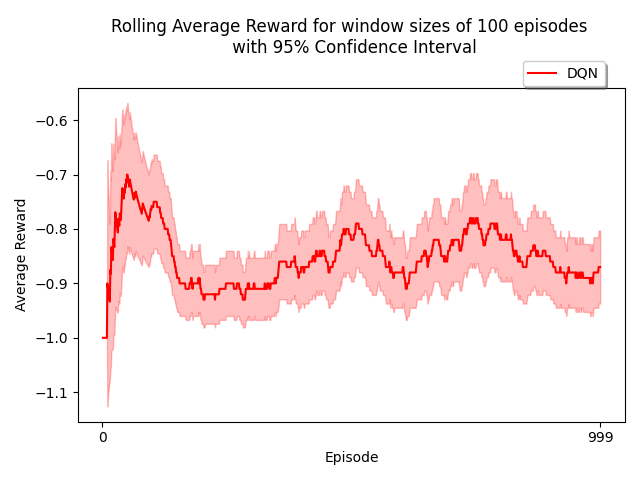 Rolling Average Reward for window sizes of 100 episodes
with 95% Confidence Interval
DQN
Average Reward
−0.6
−0.7
−0.8
−0.9
−1.0
−1.1
0
999
Episode